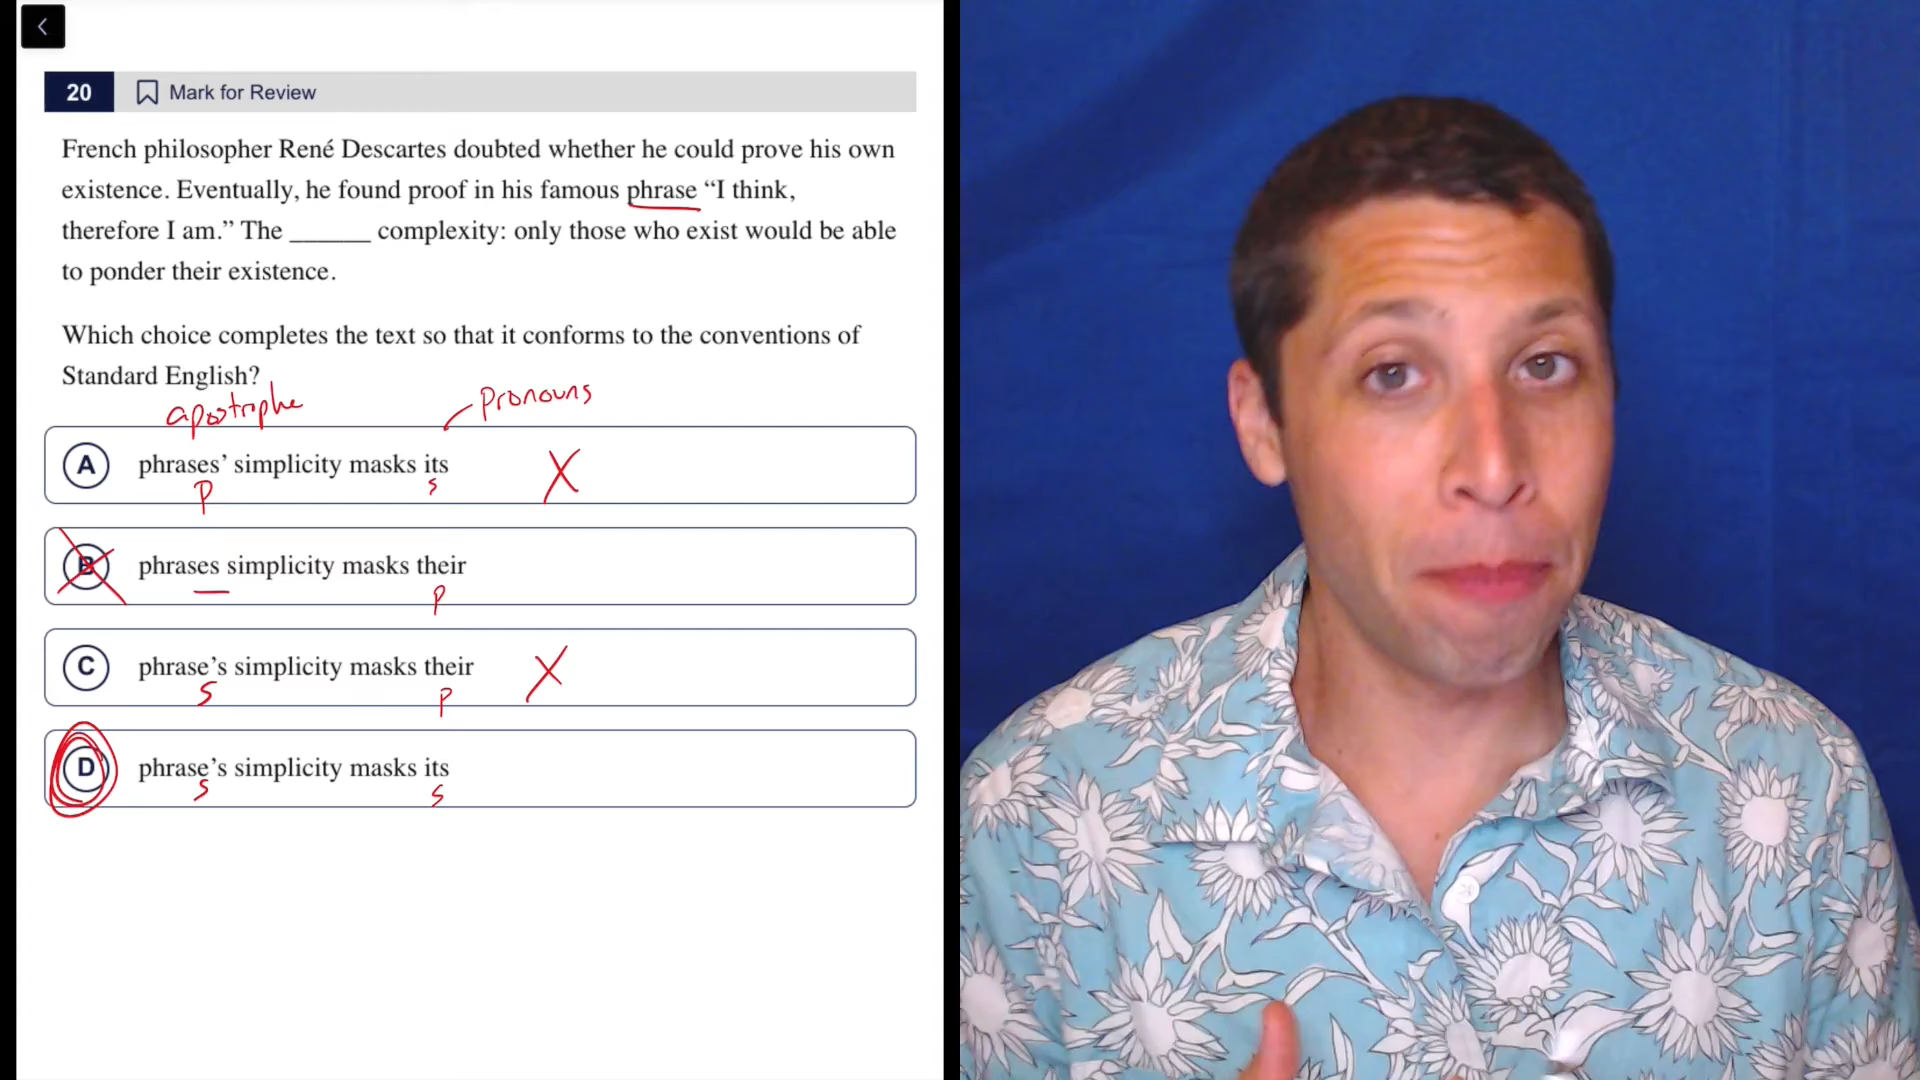 20 Mark for Review
French philosopher René Descartes doubted whether he could prove his own
existence. Eventually, he found proof in his famous phrase “I think,
therefore I am.” The ______ complexity: only those who exist would be able
to ponder their existence.
Which choice completes the text so that it conforms to the conventions of
Standard English?
apostrophe
pronouns
A phrases’ simplicity masks its X
p s
B phrases simplicity masks their
p
C phrase’s simplicity masks their X
s p
D phrase’s simplicity masks its
s s